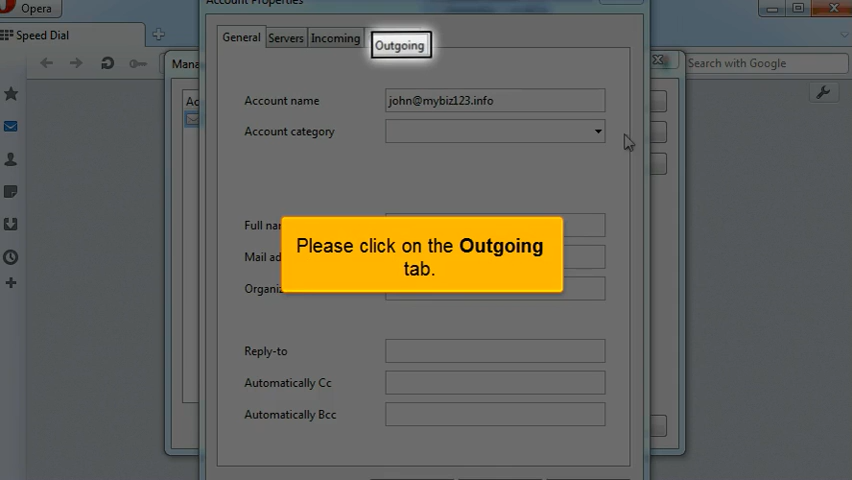 Account Properties
Opera
Speed Dial
Search with Google
General
Servers
Incoming
Outgoing
Account name
john@mybiz123.info
Account category
Please click on the Outgoing
tab.
Reply-to
Automatically Cc
Automatically Bcc